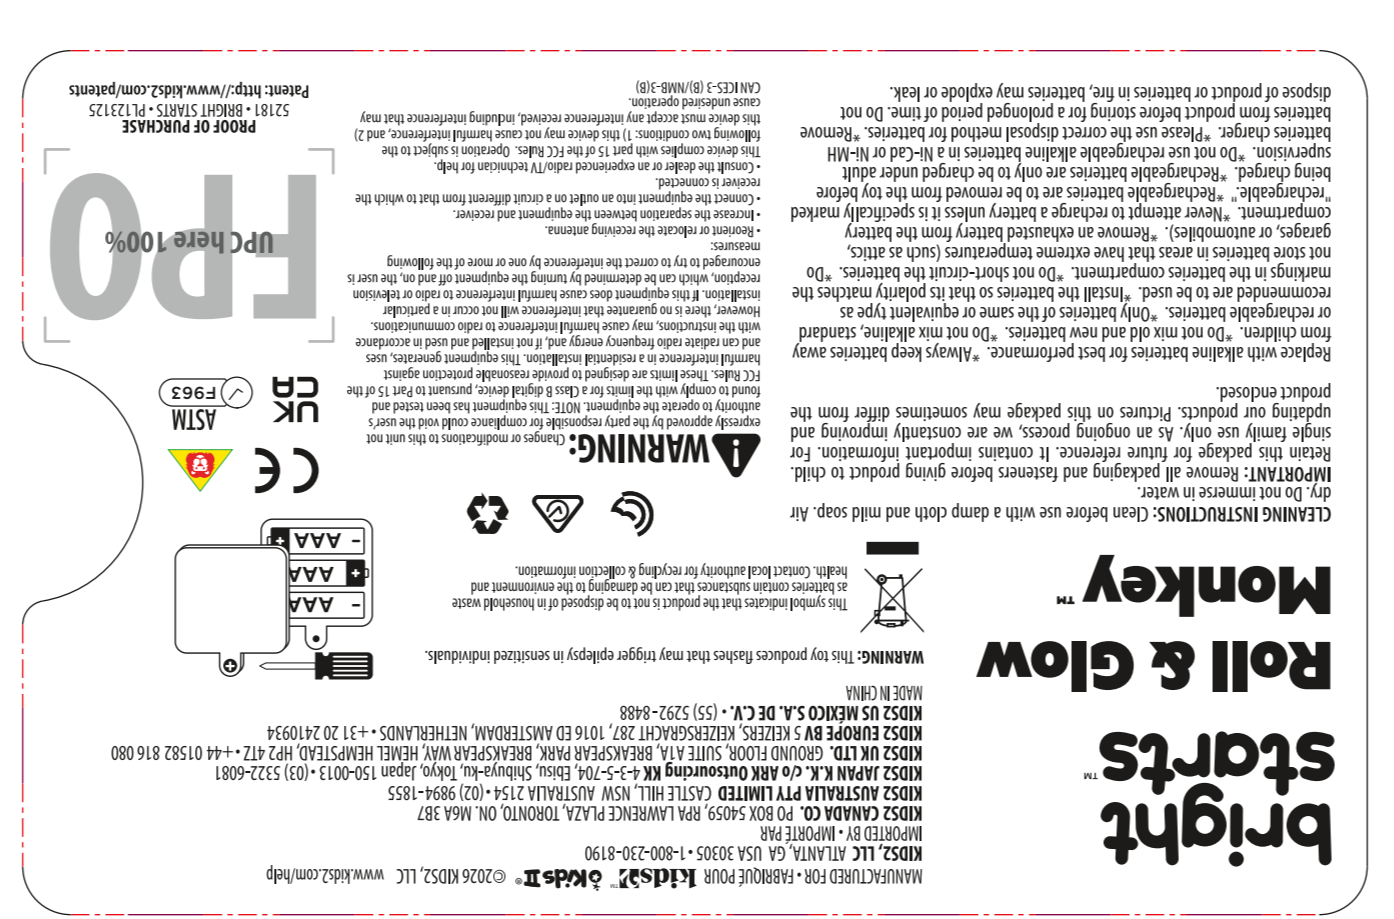 bright
starts™
Roll & Glow
Monkey™
MANUFACTURED FOR • FABRIQUÉ POUR kids2™ kidsII® ©2026 KIDS2, LLC www.kids2.com/help
KIDS2, LLC ATLANTA, GA USA 30305 • 1-800-230-8190
IMPORTED BY • IMPORTÉ PAR
KIDS2 CANADA CO. PO BOX 54059, RPA LAWRENCE PLAZA, TORONTO, ON. M6A 3B7
KIDS2 AUSTRALIA PTY LIMITED CASTLE HILL, NSW AUSTRALIA 2154 • (02) 9894-1855
KIDS2 JAPAN K.K. c/o ARK Outsourcing KK 4-3-5-704, Ebisu, Shibuya-ku, Tokyo, Japan 150-0013 • (03) 5322-6081
KIDS2 UK LTD. GROUND FLOOR, SUITE A1A, BREAKSPEAR PARK, BREAKSPEAR WAY, HEMEL HEMPSTEAD, HP2 4TZ • +44 01582 816 080
KIDS2 EUROPE BV 5 KEIZERS, KEIZERSGRACHT 287, 1016 ED AMSTERDAM, NETHERLANDS • +31 20 2410934
KIDS2 US MÉXICO S.A. DE C.V. • (55) 5292-8488
MADE IN CHINA
WARNING: This toy produces flashes that may trigger epilepsy in sensitized individuals.
This symbol indicates that the product is not to be disposed of in household waste
as batteries contain substances that can be damaging to the environment and
health. Contact local authority for recycling & collection information.
- AAA
+ AAA
- AAA +
CLEANING INSTRUCTIONS: Clean before use with a damp cloth and mild soap. Air
dry. Do not immerse in water.
IMPORTANT: Remove all packaging and fasteners before giving product to child.
Retain this package for future reference. It contains important information. For
single family use only. As an ongoing process, we are constantly improving and
updating our products. Pictures on this package may sometimes differ from the
product enclosed.
Replace with alkaline batteries for best performance. *Always keep batteries away
from children. *Do not mix old and new batteries. *Do not mix alkaline, standard
or rechargeable batteries. *Only batteries of the same or equivalent type as
recommended are to be used. *Install the batteries so that its polarity matches the
markings in the batteries compartment. *Do not short-circuit the batteries. *Do
not store batteries in areas that have extreme temperatures (such as attics,
garages, or automobiles). *Remove an exhausted battery from the battery
compartment. *Never attempt to recharge a battery unless it is specifically marked
"rechargeable." *Rechargeable batteries are to be removed from the toy before
being charged. *Rechargeable batteries are only to be charged under adult
supervision. *Do not use rechargeable alkaline batteries in a Ni-Cad or Ni-MH
batteries charger. *Please use the correct disposal method for batteries. *Remove
batteries from product before storing for a prolonged period of time. Do not
dispose of product or batteries in fire, batteries may explode or leak.
WARNING: Changes or modifications to this unit not
expressly approved by the party responsible for compliance could void the user's
authority to operate the equipment. NOTE: This equipment has been tested and
found to comply with the limits for a Class B digital device, pursuant to Part 15 of the
FCC Rules. These limits are designed to provide reasonable protection against
harmful interference in a residential installation. This equipment generates, uses
and can radiate radio frequency energy and, if not installed and used in accordance
with the instructions, may cause harmful interference to radio communications.
However, there is no guarantee that interference will not occur in a particular
installation. If this equipment does cause harmful interference to radio or television
reception, which can be determined by turning the equipment off and on, the user is
encouraged to try to correct the interference by one or more of the following
measures:
• Reorient or relocate the receiving antenna.
• Increase the separation between the equipment and receiver.
• Connect the equipment into an outlet on a circuit different from that to which the
receiver is connected.
• Consult the dealer or an experienced radio/TV technician for help.
This device complies with part 15 of the FCC Rules. Operation is subject to the
following two conditions: 1) this device may not cause harmful interference, and 2)
this device must accept any interference received, including interference that may
cause undesired operation.
CAN ICES-3 (B)/NMB-3(B)
CE
UK
CA
ASTM
F963
FPO
UPC here 100%
PROOF OF PURCHASE
52181 • BRIGHT STARTS • PL123125
Patent: http://www.kids2.com/patents